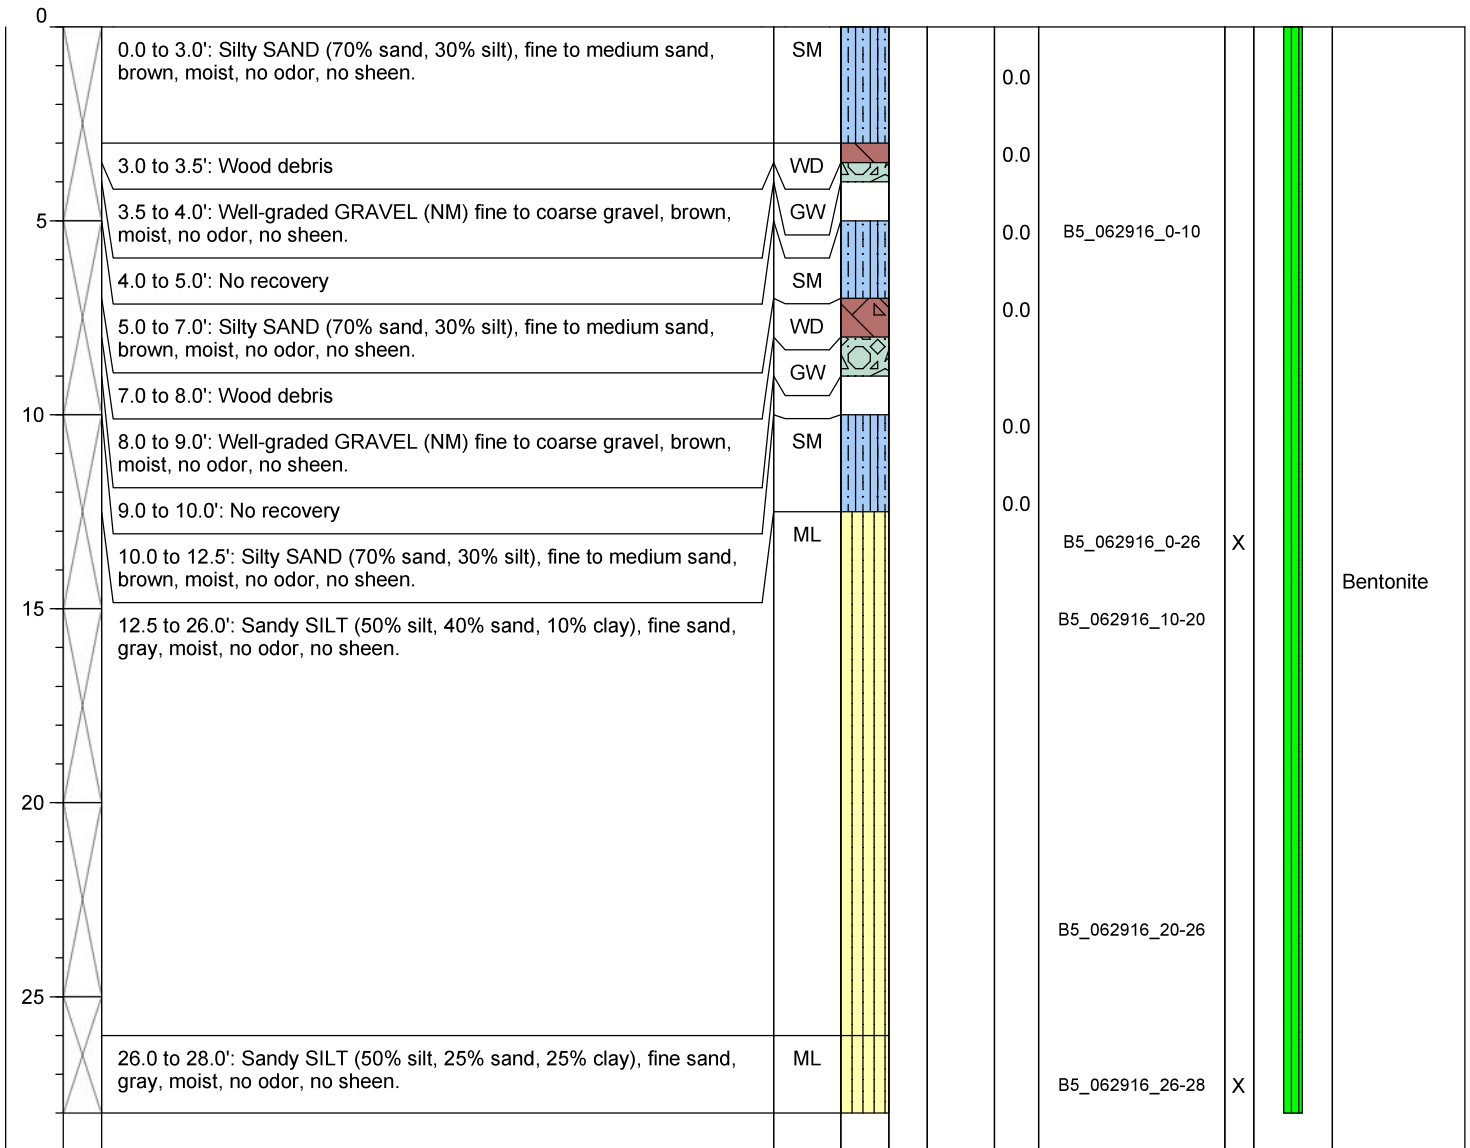 0
0.0 to 3.0': Silty SAND (70% sand, 30% silt), fine to medium sand,
brown, moist, no odor, no sheen.
SM
0.0
3.0 to 3.5': Wood debris
WD
0.0
3.5 to 4.0': Well-graded GRAVEL (NM) fine to coarse gravel, brown,
moist, no odor, no sheen.
GW
5
0.0
B5_062916_0-10
4.0 to 5.0': No recovery
SM
0.0
5.0 to 7.0': Silty SAND (70% sand, 30% silt), fine to medium sand,
brown, moist, no odor, no sheen.
WD
GW
7.0 to 8.0': Wood debris
10
0.0
8.0 to 9.0': Well-graded GRAVEL (NM) fine to coarse gravel, brown,
moist, no odor, no sheen.
SM
9.0 to 10.0': No recovery
0.0
ML
B5_062916_0-26
X
10.0 to 12.5': Silty SAND (70% sand, 30% silt), fine to medium sand,
brown, moist, no odor, no sheen.
Bentonite
15
B5_062916_10-20
12.5 to 26.0': Sandy SILT (50% silt, 40% sand, 10% clay), fine sand,
gray, moist, no odor, no sheen.
20
B5_062916_20-26
25
26.0 to 28.0': Sandy SILT (50% silt, 25% sand, 25% clay), fine sand,
gray, moist, no odor, no sheen.
ML
B5_062916_26-28
X